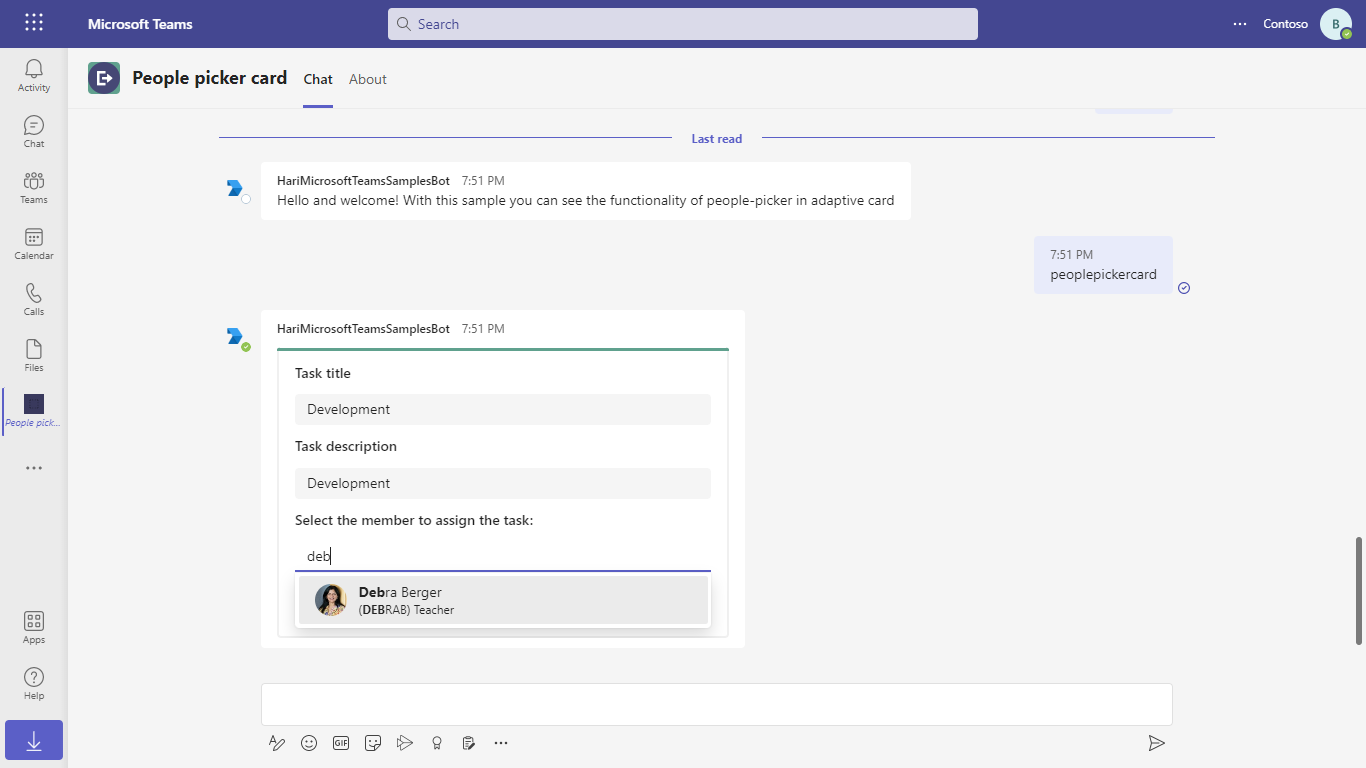 Microsoft Teams
Search
Contoso
B
Activity
Chat
Teams
Calendar
Calls
Files
People pick...
Apps
Help
People picker card
Chat
About
Last read
HariMicrosoftTeamsSamplesBot 7:51 PM
Hello and welcome! With this sample you can see the functionality of people-picker in adaptive card
7:51 PM
peoplepickercard
HariMicrosoftTeamsSamplesBot 7:51 PM
Task title
Development
Task description
Development
Select the member to assign the task:
deb
Debra Berger
(DEBRAB) Teacher
GIF